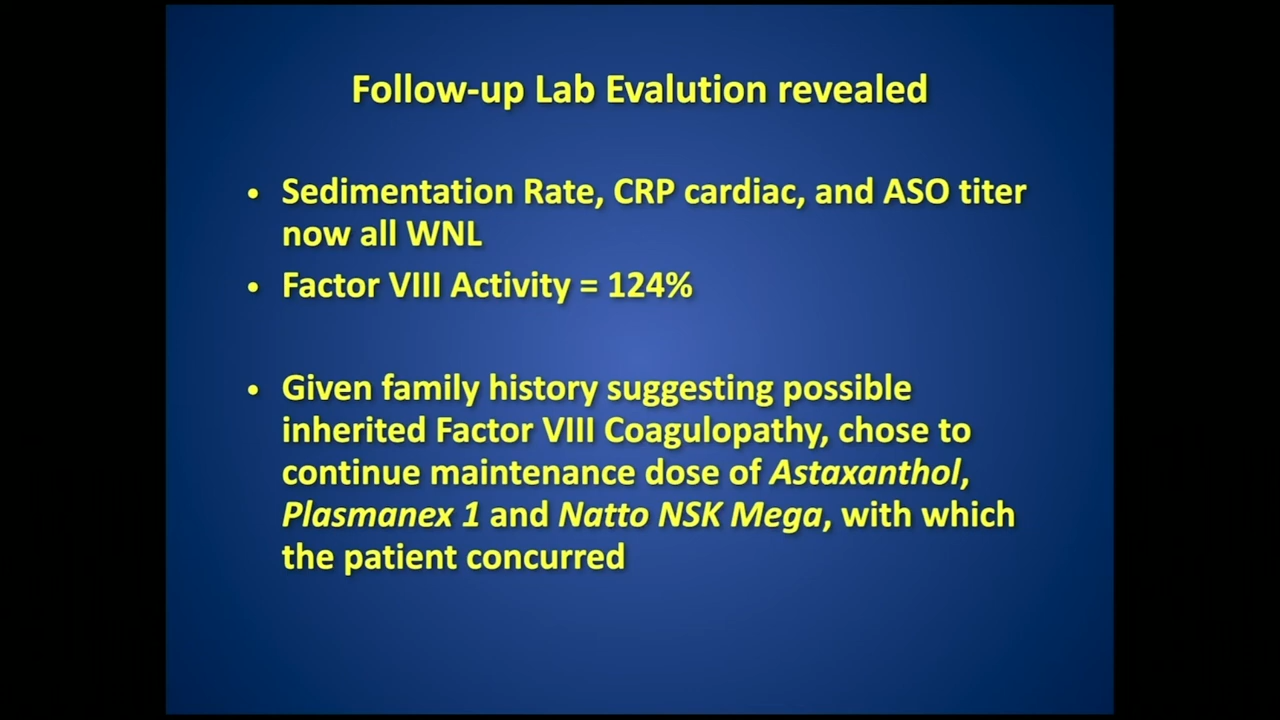 Follow-up Lab Evalution revealed
• Sedimentation Rate, CRP cardiac, and ASO titer
now all WNL
• Factor VIII Activity = 124%
• Given family history suggesting possible
inherited Factor VIII Coagulopathy, chose to
continue maintenance dose of Astaxanthol,
Plasmanex 1 and Natto NSK Mega, with which
the patient concurred